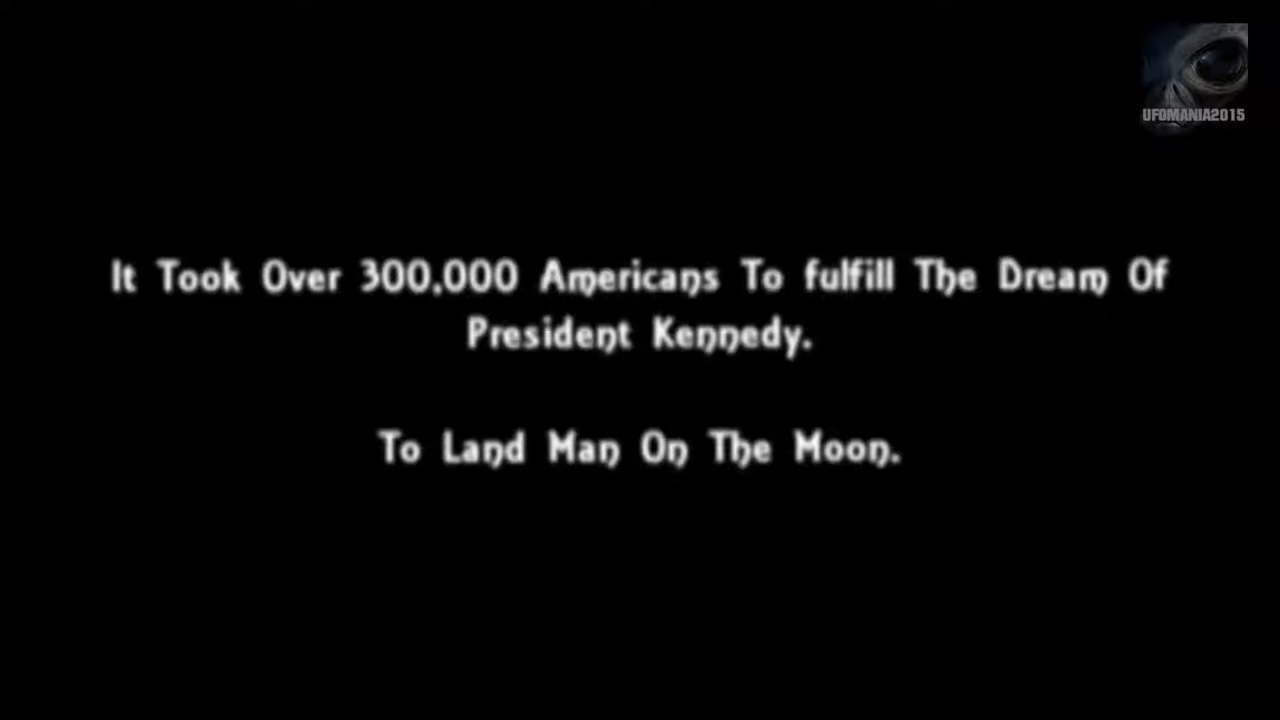 UFOMANIA2015
It Took Over 300,000 Americans To fulfill The Dream Of
President Kennedy.
To Land Man On The Moon.